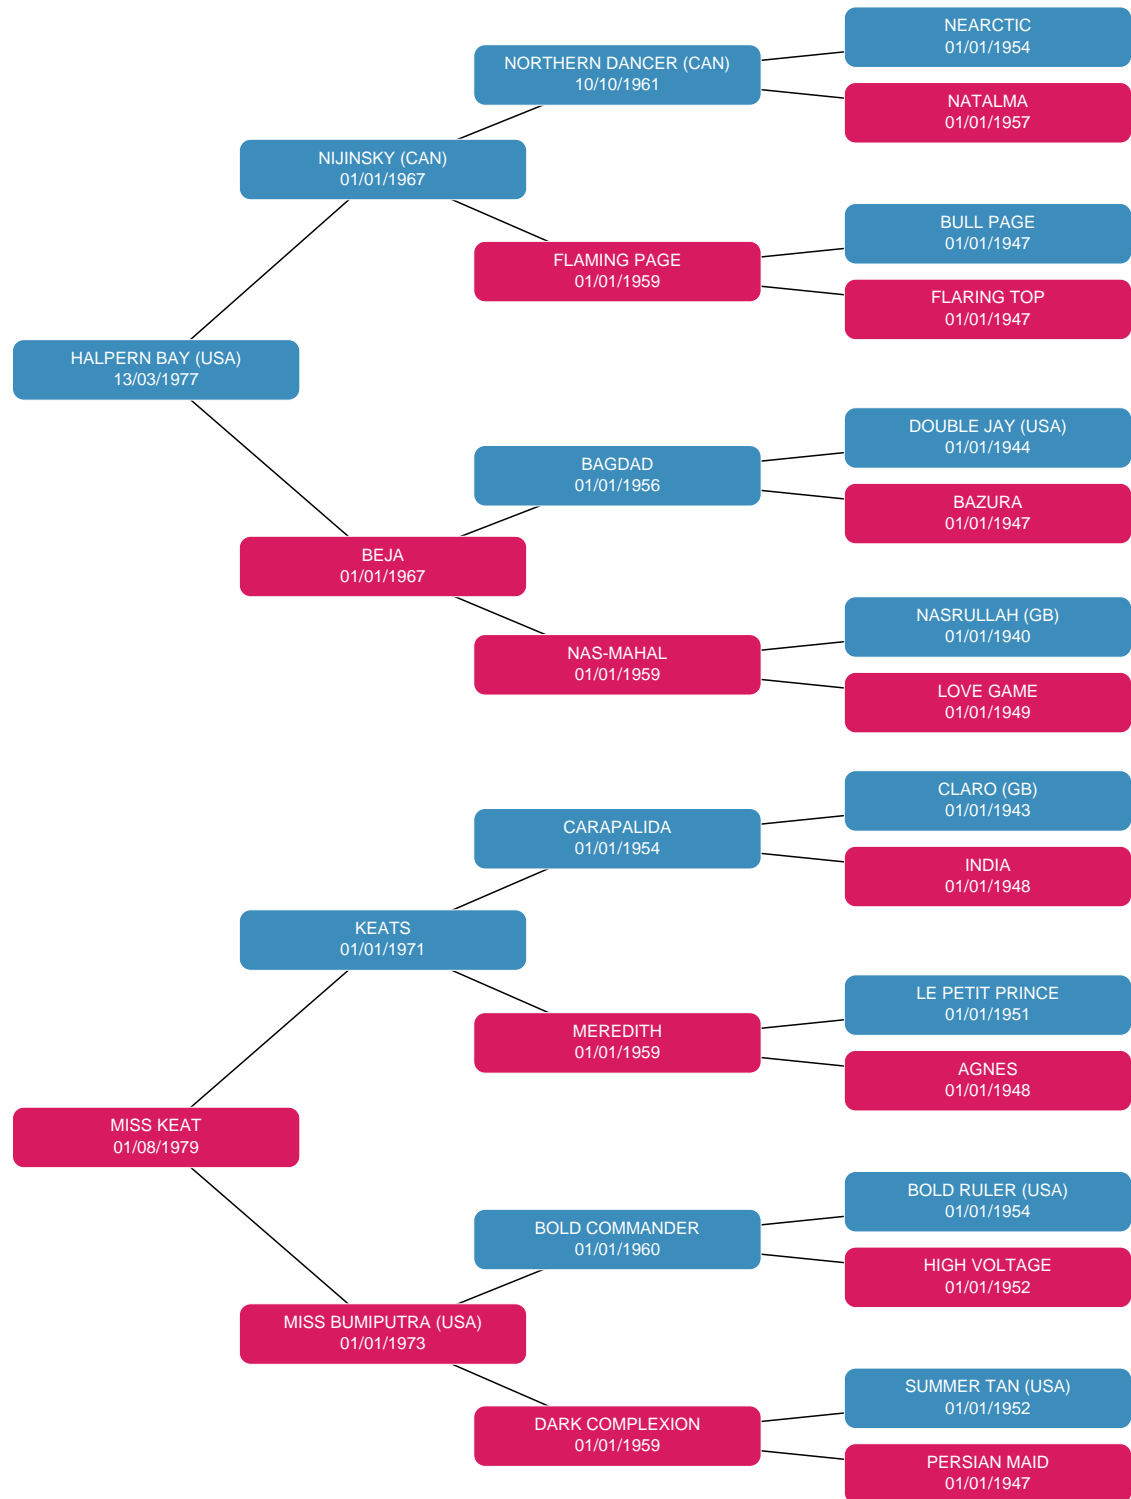 NEARCTIC
01/01/1954
NORTHERN DANCER (CAN)
10/10/1961
NATALMA
01/01/1957
NIJINSKY (CAN)
01/01/1967
BULL PAGE
01/01/1947
FLAMING PAGE
01/01/1959
FLARING TOP
01/01/1947
HALPERN BAY (USA)
13/03/1977
DOUBLE JAY (USA)
01/01/1944
BAGDAD
01/01/1956
BAZURA
01/01/1947
BEJA
01/01/1967
NASRULLAH (GB)
01/01/1940
NAS-MAHAL
01/01/1959
LOVE GAME
01/01/1949
CLARO (GB)
01/01/1943
CARAPALIDA
01/01/1954
INDIA
01/01/1948
KEATS
01/01/1971
LE PETIT PRINCE
01/01/1951
MEREDITH
01/01/1959
AGNES
01/01/1948
MISS KEAT
01/08/1979
BOLD RULER (USA)
01/01/1954
BOLD COMMANDER
01/01/1960
HIGH VOLTAGE
01/01/1952
MISS BUMIPUTRA (USA)
01/01/1973
SUMMER TAN (USA)
01/01/1952
DARK COMPLEXION
01/01/1959
PERSIAN MAID
01/01/1947